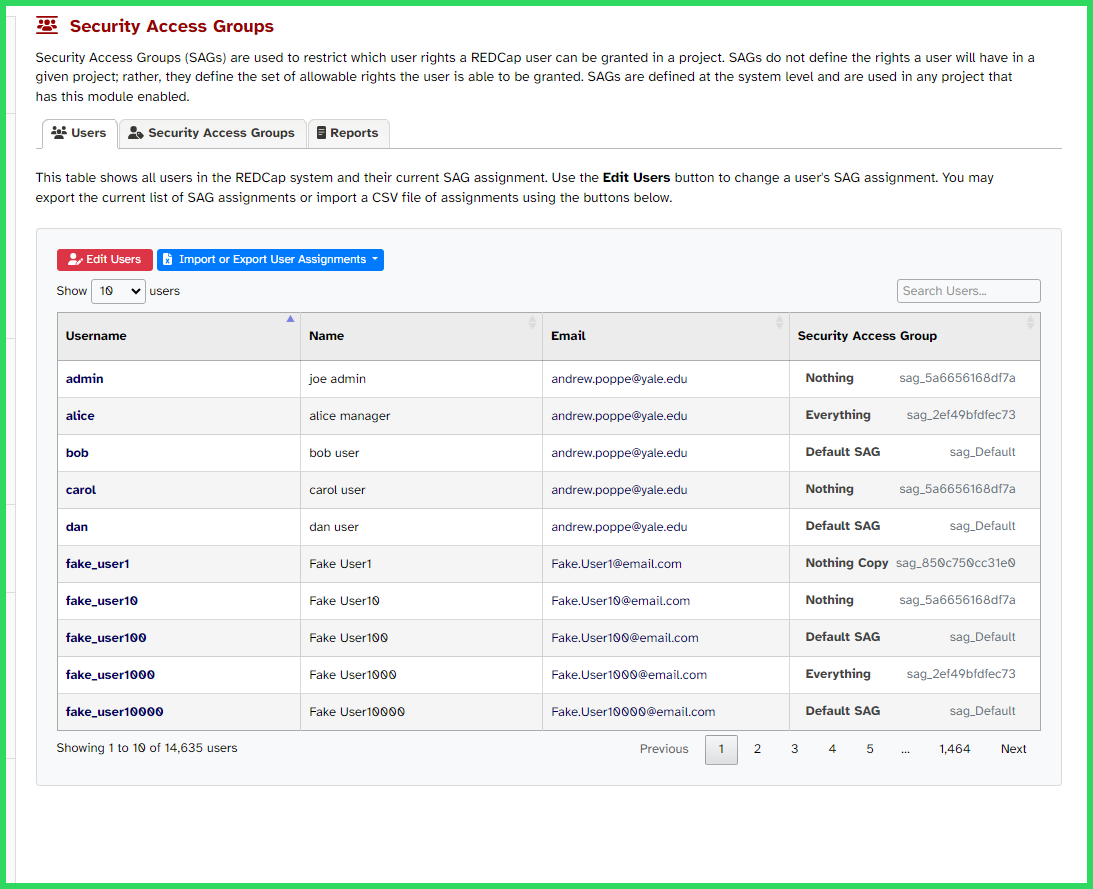 Security Access Groups
Security Access Groups (SAGs) are used to restrict which user rights a REDCap user can be granted in a project. SAGs do not define the rights a user will have in a
given project; rather, they define the set of allowable rights the user is able to be granted. SAGs are defined at the system level and are used in any project that
has this module enabled.
Users Security Access Groups Reports
This table shows all users in the REDCap system and their current SAG assignment. Use the Edit Users button to change a user's SAG assignment. You may
export the current list of SAG assignments or import a CSV file of assignments using the buttons below.
Edit Users Import or Export User Assignments
Show 10 users Search Users...
Username Name Email Security Access Group
admin joe admin andrew.poppe@yale.edu Nothing sag_5a6656168df7a
alice alice manager andrew.poppe@yale.edu Everything sag_2ef49bfdfec73
bob bob user andrew.poppe@yale.edu Default SAG sag_Default
carol carol user andrew.poppe@yale.edu Nothing sag_5a6656168df7a
dan dan user andrew.poppe@yale.edu Default SAG sag_Default
fake_user1 Fake User1 Fake.User1@email.com Nothing Copy sag_850c750cc31e0
fake_user10 Fake User10 Fake.User10@email.com Nothing sag_5a6656168df7a
fake_user100 Fake User100 Fake.User100@email.com Default SAG sag_Default
fake_user1000 Fake User1000 Fake.User1000@email.com Everything sag_2ef49bfdfec73
fake_user10000 Fake User10000 Fake.User10000@email.com Default SAG sag_Default
Showing 1 to 10 of 14,635 users Previous 1 2 3 4 5 ... 1,464 Next